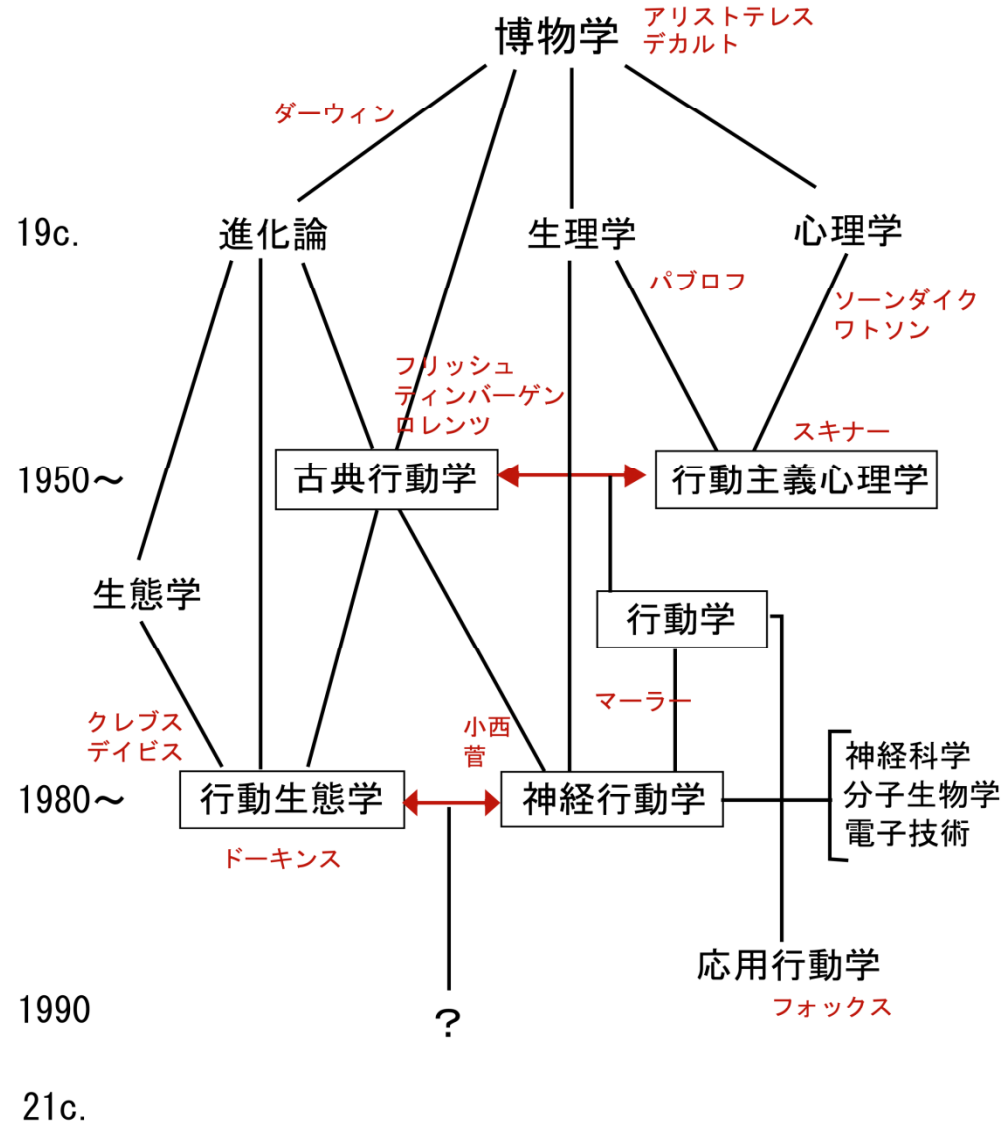 博物学
アリストテレス
デカルト
ダーウィン
19c.
進化論
生理学
心理学
パブロフ
ソーンダイク
ワトソン
フリッシュ
ティンバーゲン
ロレンツ
スキナー
1950～
古典行動学
行動主義心理学
生態学
行動学
クレブス
デイビス
小西
菅
マーラー
1980～
行動生態学
神経行動学
神経科学
分子生物学
電子技術
ドーキンス
応用行動学
フォックス
1990
？
21c.